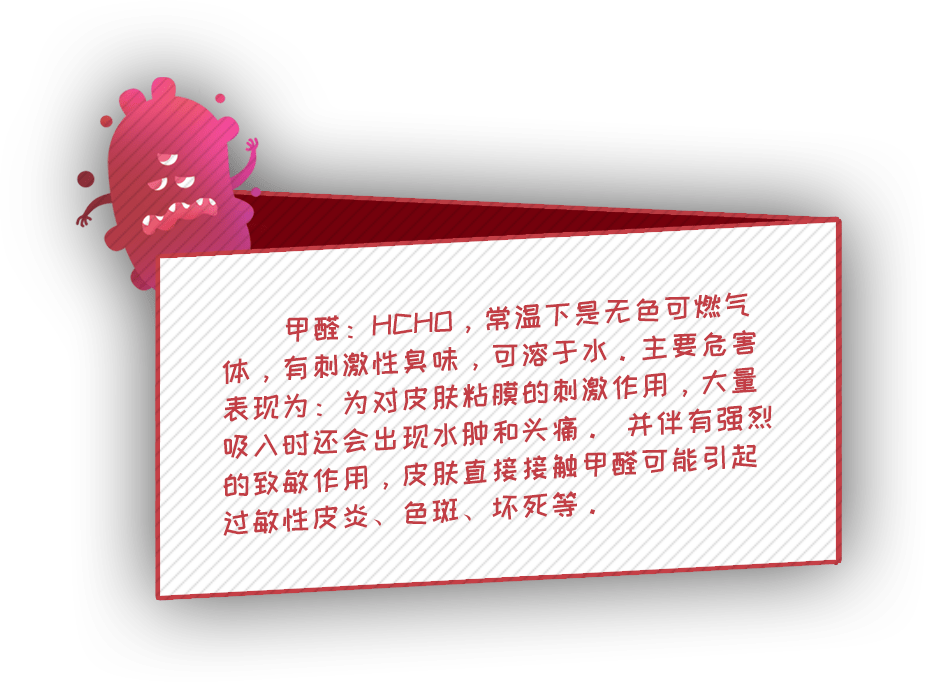 甲醛：HCHO，常温下是无色可燃气
体，有刺激性臭味，可溶于水．主要危害
表现为：为对皮肤粘膜的刺激作用，大量
吸入时还会出现水肿和头痛． 并伴有强烈
的致敏作用，皮肤直接接触甲醛可能引起
过敏性皮炎、色斑、坏死等．